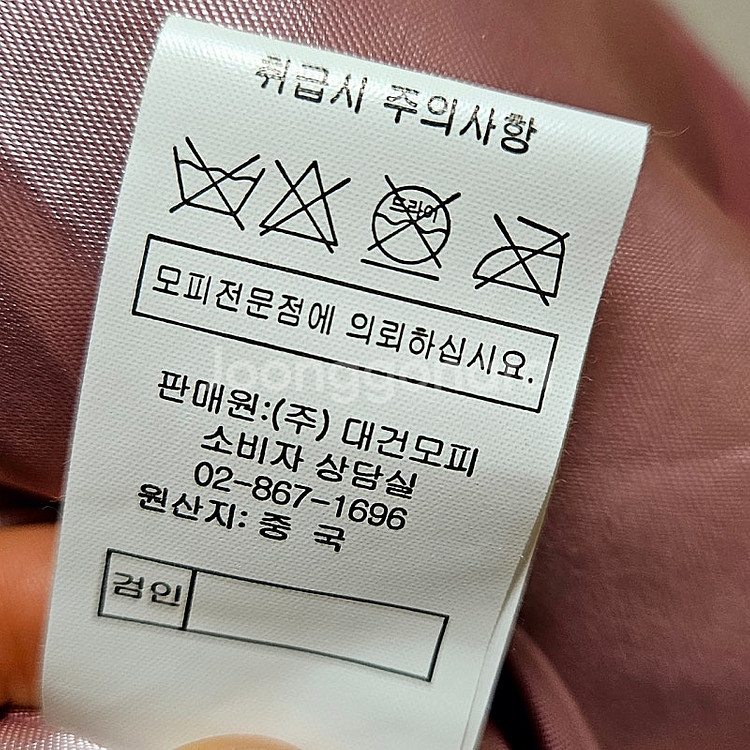 취급시 주의사항
드라이
모피전문점에 의뢰하십시요.
판매원:(주) 대건모피
소비자 상담실
02-867-1696
원산지: 중 국
검인